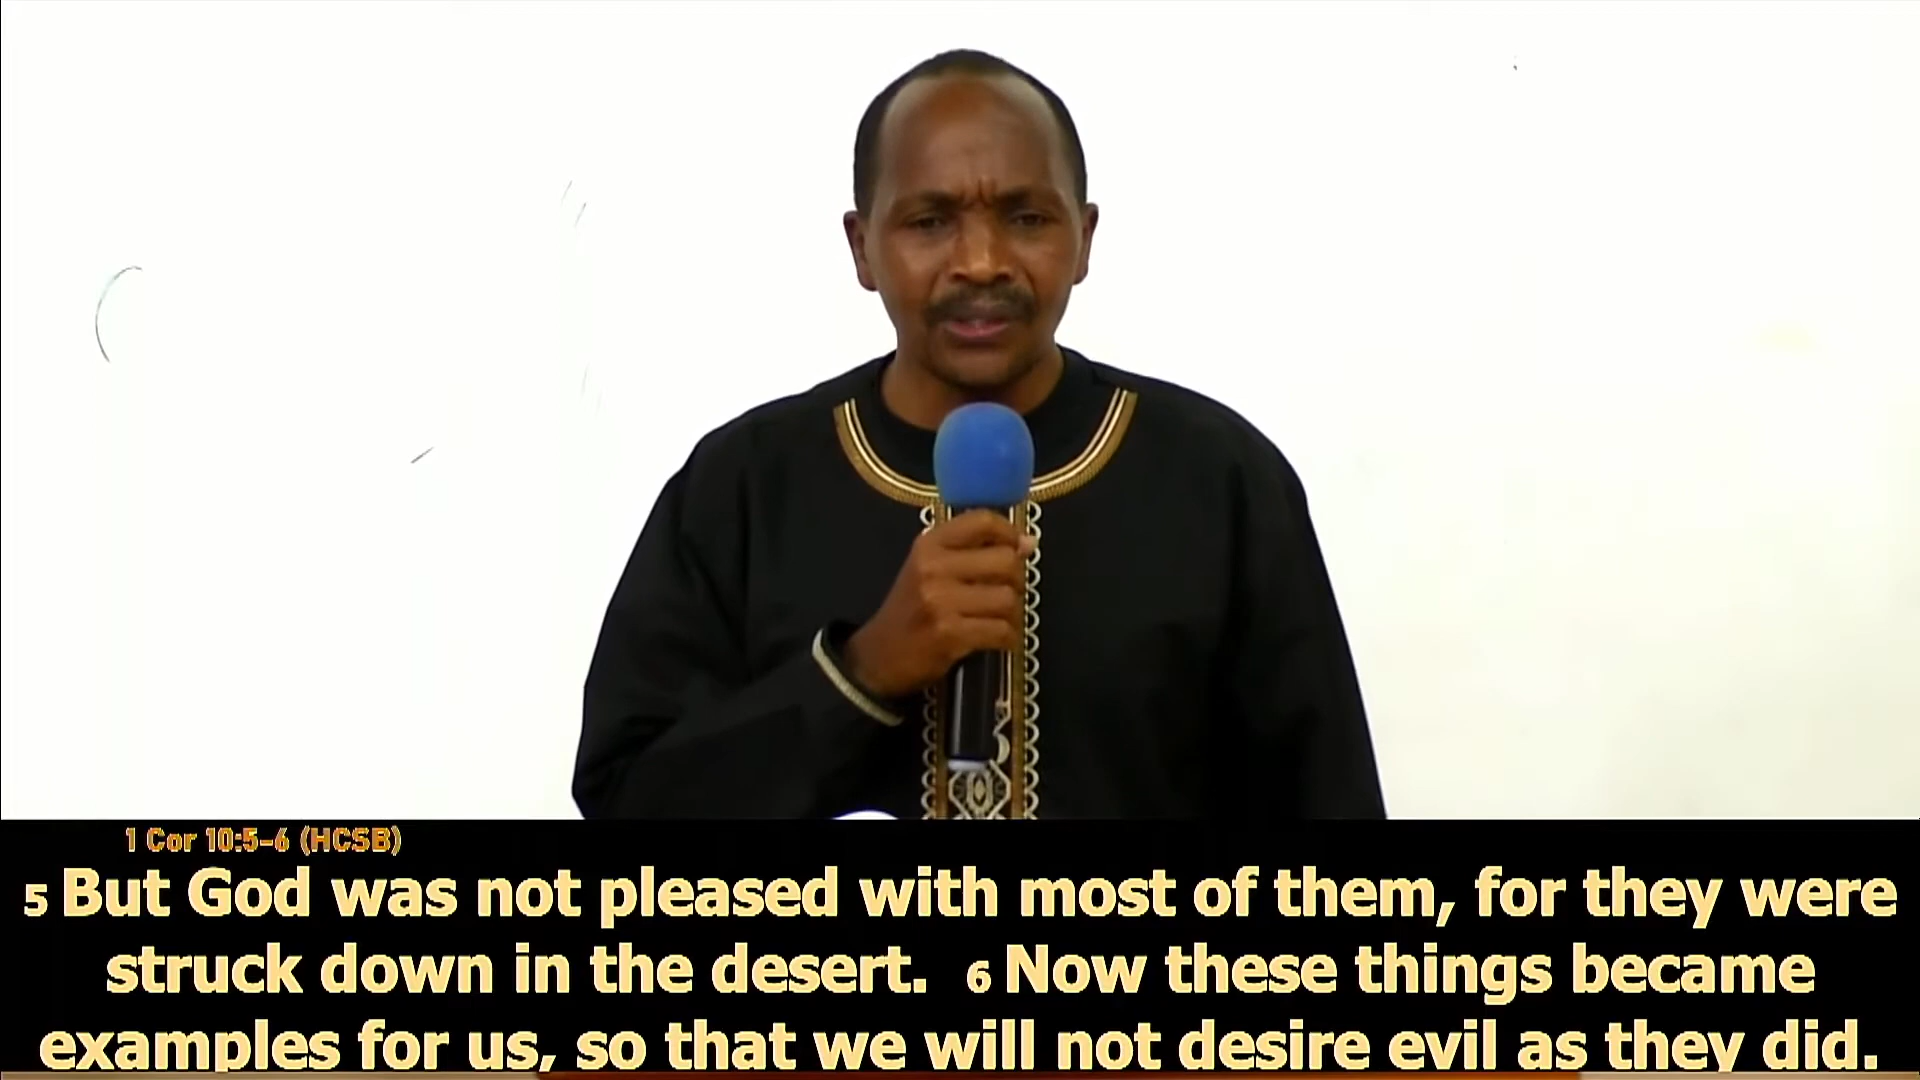 1 Cor 10:5-6 (HCSB)
5 But God was not pleased with most of them, for they were
struck down in the desert. 6 Now these things became
examples for us, so that we will not desire evil as they did.